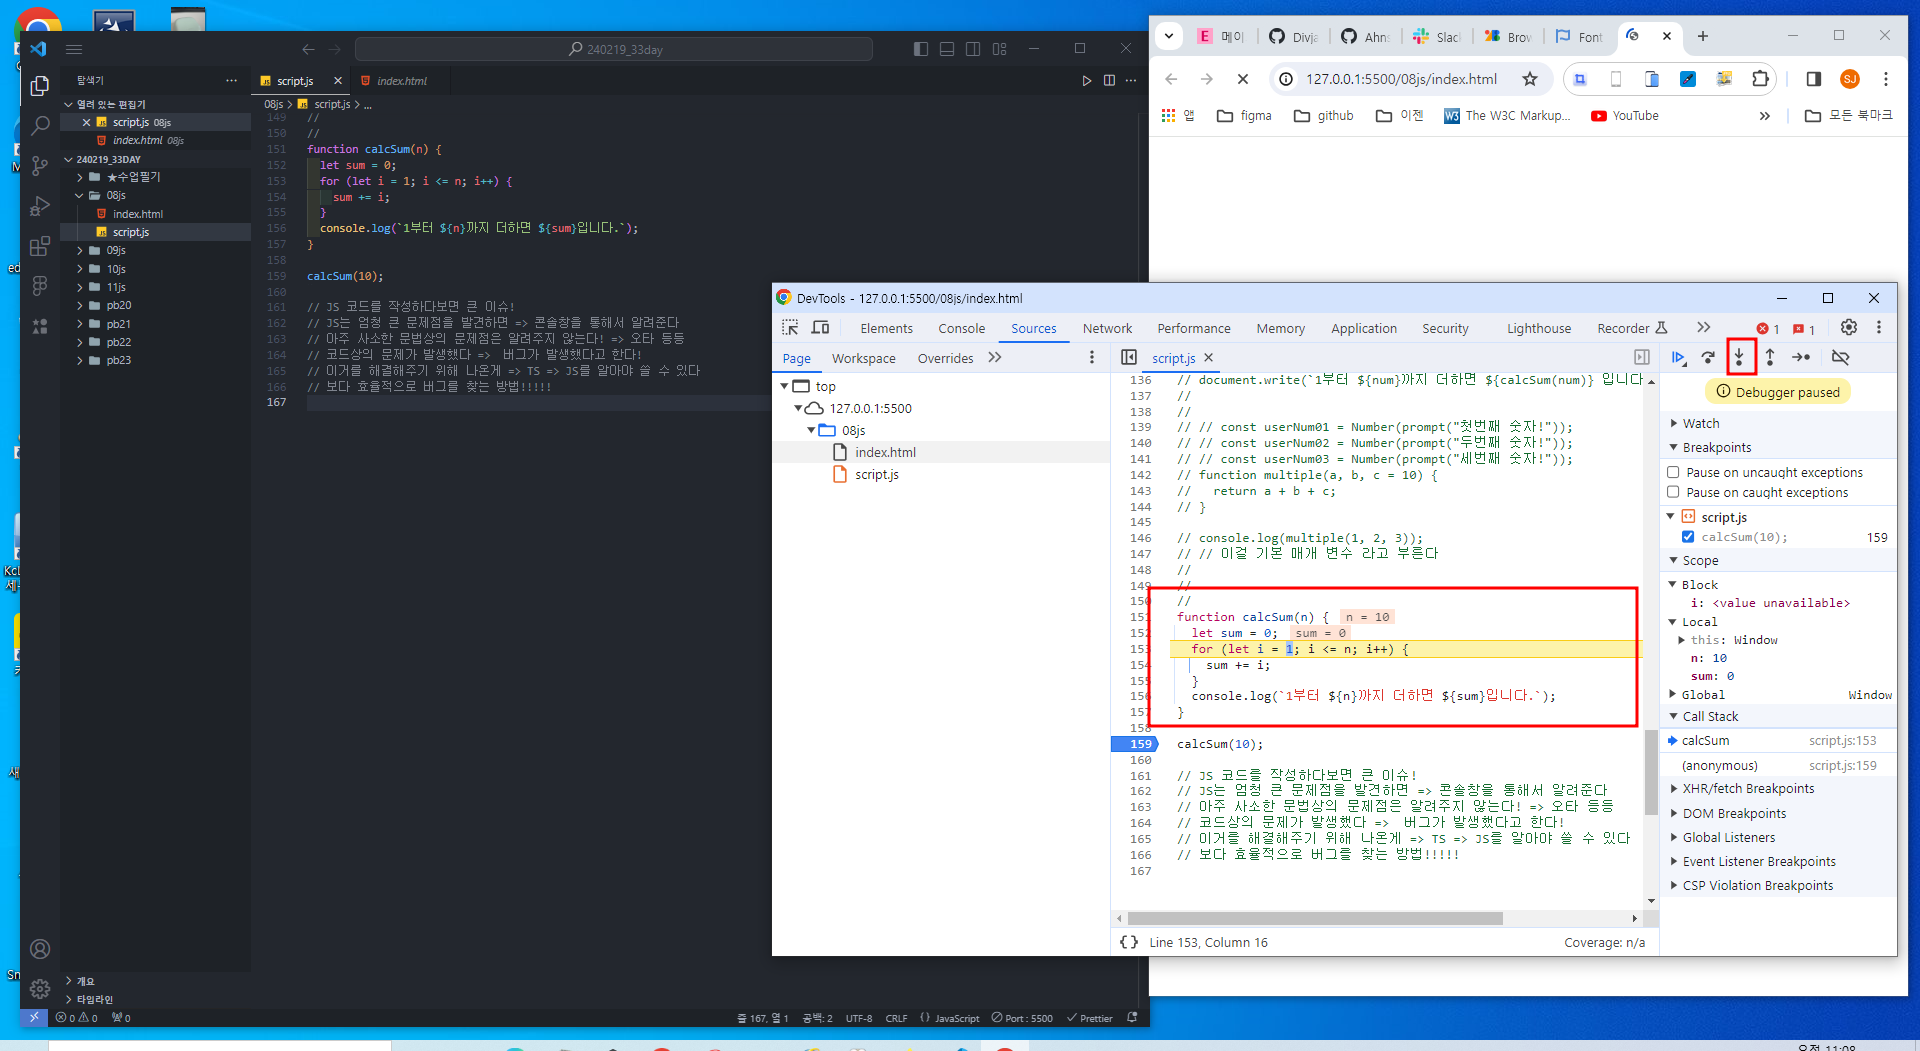 240219_33day
탐색기
열려 있는 편집기
script.js 08js
index.html 08js
240219_33DAY
★수업필기
08js
index.html
script.js
09js
10js
11js
pb20
pb21
pb22
pb23
개요
타임라인
script.js
index.html
08js > script.js > ...
149 //
150 //
151 function calcSum(n) {
152 let sum = 0;
153 for (let i = 1; i <= n; i++) {
154 sum += i;
155 }
156 console.log(`1부터 ${n}까지 더하면 ${sum}입니다.`);
157 }
158
159 calcSum(10);
160
161 // JS 코드를 작성하다보면 큰 이슈!
162 // JS는 엄청 큰 문제점을 발견하면 => 콘솔창을 통해서 알려준다
163 // 아주 사소한 문법상의 문제점은 알려주지 않는다! => 오타 등등
164 // 코드상의 문제가 발생했다 =>  버그가 발생했다고 한다!
165 // 이거를 해결해주기 위해 나온게 => TS => JS를 알아야 쓸 수 있다
166 // 보다 효율적으로 버그를 찾는 방법!!!!!
167
0 0 0
줄 167, 열 1 공백: 2 UTF-8 CRLF {} JavaScript Port : 5500 Prettier
E 메이 Divja Ahns Slac Brow Font
127.0.0.1:5500/08js/index.html
SJ
앱 figma github 이젠 The W3C Markup... YouTube 모든 북마크
DevTools - 127.0.0.1:5500/08js/index.html
Elements Console Sources Network Performance Memory Application Security Lighthouse Recorder 1 1
Page Workspace Overrides
top
127.0.0.1:5500
08js
index.html
script.js
script.js
136 // document.write(`1부터 ${num}까지 더하면 ${calcSum(num)} 입니다
137 //
138 //
139 // // const userNum01 = Number(prompt("첫번째 숫자!"));
140 // // const userNum02 = Number(prompt("두번째 숫자!"));
141 // // const userNum03 = Number(prompt("세번째 숫자!"));
142 // function multiple(a, b, c = 10) {
143 //   return a + b + c;
144 // }
145
146 // console.log(multiple(1, 2, 3));
147 // // 이걸 기본 매개 변수 라고 부른다
148 //
149 //
150 //
151 function calcSum(n) { n = 10
152 let sum = 0; sum = 0
153 for (let i = 1; i <= n; i++) {
154 sum += i;
155 }
156 console.log(`1부터 ${n}까지 더하면 ${sum}입니다.`);
157 }
158
159 calcSum(10);
160
161 // JS 코드를 작성하다보면 큰 이슈!
162 // JS는 엄청 큰 문제점을 발견하면 => 콘솔창을 통해서 알려준다
163 // 아주 사소한 문법상의 문제점은 알려주지 않는다! => 오타 등등
164 // 코드상의 문제가 발생했다 =>  버그가 발생했다고 한다!
165 // 이거를 해결해주기 위해 나온게 => TS => JS를 알아야 쓸 수 있다
166 // 보다 효율적으로 버그를 찾는 방법!!!!!
167
{} Line 153, Column 16 Coverage: n/a
Debugger paused
Watch
Breakpoints
Pause on uncaught exceptions
Pause on caught exceptions
script.js
calcSum(10); 159
Scope
Block
i: <value unavailable>
Local
this: Window
n: 10
sum: 0
Global Window
Call Stack
calcSum script.js:153
(anonymous) script.js:159
XHR/fetch Breakpoints
DOM Breakpoints
Global Listeners
Event Listener Breakpoints
CSP Violation Breakpoints